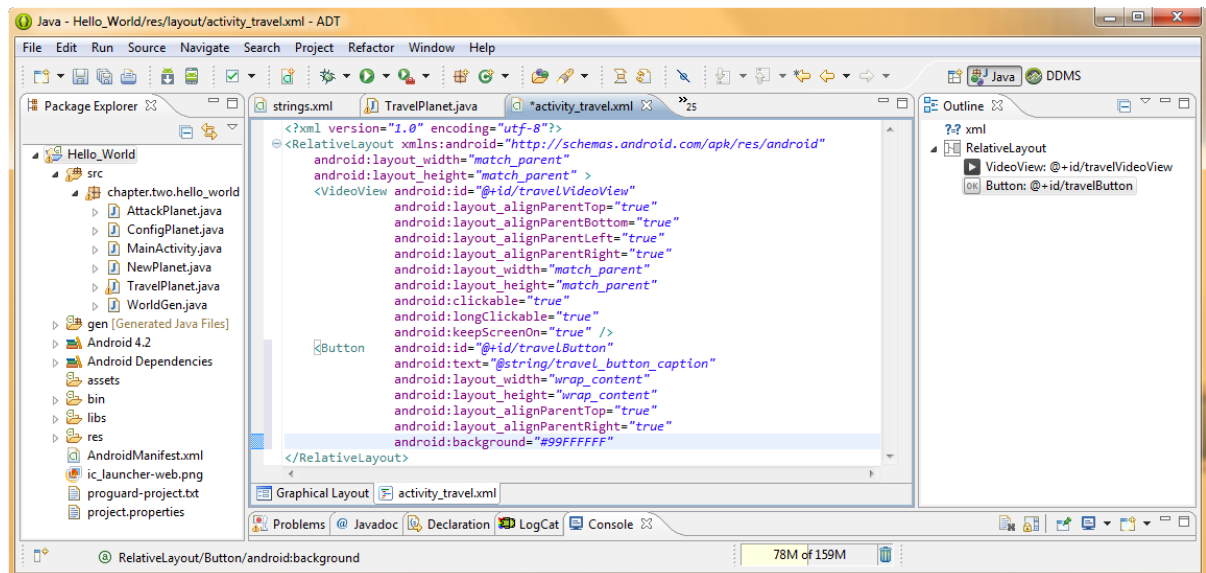 Java - Hello_World/res/layout/activity_travel.xml - ADT
File Edit Run Source Navigate Search Project Refactor Window Help
Java DDMS
Package Explorer
strings.xml TravelPlanet.java *activity_travel.xml »25
Outline
Hello_World
src
chapter.two.hello_world
AttackPlanet.java
ConfigPlanet.java
MainActivity.java
NewPlanet.java
TravelPlanet.java
WorldGen.java
gen [Generated Java Files]
Android 4.2
Android Dependencies
assets
bin
libs
res
AndroidManifest.xml
ic_launcher-web.png
proguard-project.txt
project.properties
<?xml version="1.0" encoding="utf-8"?>
<RelativeLayout xmlns:android="http://schemas.android.com/apk/res/android"
android:layout_width="match_parent"
android:layout_height="match_parent" >
<VideoView android:id="@+id/travelVideoView"
android:layout_alignParentTop="true"
android:layout_alignParentBottom="true"
android:layout_alignParentLeft="true"
android:layout_alignParentRight="true"
android:layout_width="match_parent"
android:layout_height="match_parent"
android:clickable="true"
android:longClickable="true"
android:keepScreenOn="true" />
<Button android:id="@+id/travelButton"
android:text="@string/travel_button_caption"
android:layout_width="wrap_content"
android:layout_height="wrap_content"
android:layout_alignParentTop="true"
android:layout_alignParentRight="true"
android:background="#99FFFFFF"
</RelativeLayout>
Graphical Layout activity_travel.xml
?=? xml
RelativeLayout
VideoView: @+id/travelVideoView
OK Button: @+id/travelButton
Problems @ Javadoc Declaration LogCat Console
RelativeLayout/Button/android:background
78M of 159M